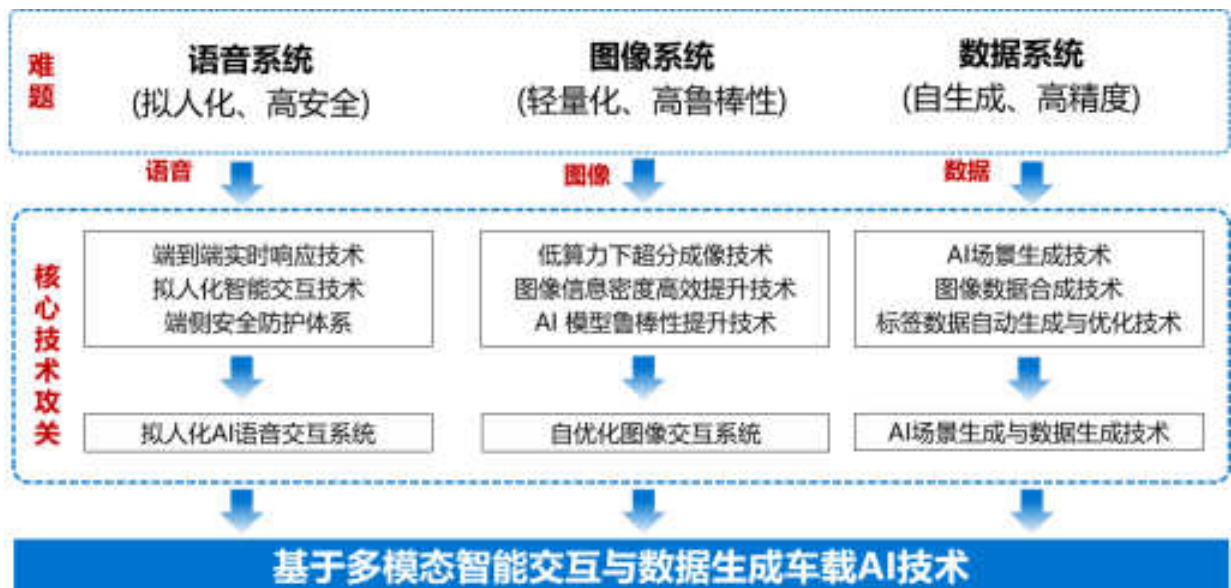 难题
语音系统
(拟人化、高安全)
图像系统
(轻量化、高鲁棒性)
数据系统
(自生成、高精度)
语音
图像
数据
核心技术攻关
端到端实时响应技术
拟人化智能交互技术
端侧安全防护体系
低算力下超分成像技术
图像信息密度高效提升技术
AI 模型鲁棒性提升技术
AI场景生成技术
图像数据合成技术
标签数据自动生成与优化技术
拟人化AI语音交互系统
自优化图像交互系统
AI场景生成与数据生成技术
基于多模态智能交互与数据生成车载AI技术